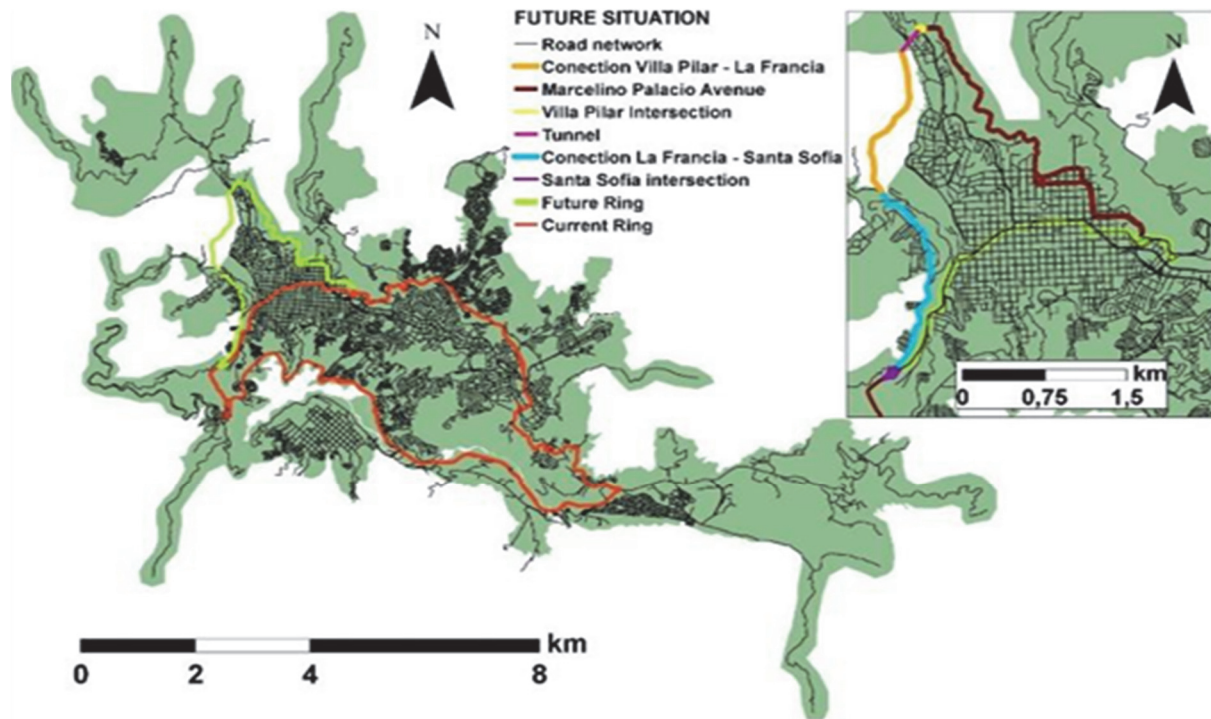 FUTURE SITUATION
Road network
Conection Villa Pilar - La Francia
Marcelino Palacio Avenue
Villa Pilar Intersection
Tunnel
Conection La Francia - Santa Sofia
Santa Sofia intersection
Future Ring
Current Ring
N
N
km
0 0,75 1,5
km
0 2 4 8